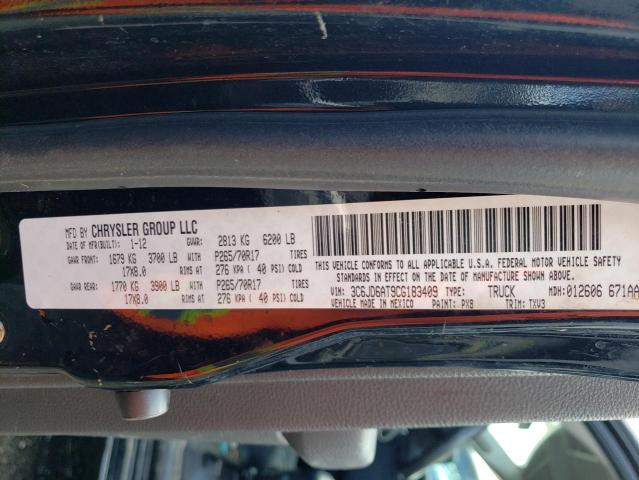 MFD BY CHRYSLER GROUP LLC
DATE OF MFR(BUILT): 1-12 GVWR: 2813 KG 6200 LB
GAWR FRONT: 1679 KG 3700 LB WITH P265/70R17 TIRES
17X8.0 RIMS AT 276 KPA ( 40 PSI) COLD
GAWR REAR: 1770 KG 3900 LB WITH P265/70R17 TIRES
17X8.0 RIMS AT 276 KPA ( 40 PSI) COLD
THIS VEHICLE CONFORMS TO ALL APPLICABLE U.S.A. FEDERAL MOTOR VEHICLE SAFETY
STANDARDS IN EFFECT ON THE DATE OF MANUFACTURE SHOWN ABOVE.
VIN: 3C6JD6AT9CG183409 TYPE: TRUCK MDH: 012606 671AA
VEHICLE MADE IN MEXICO PAINT: PX8 TRIM: TXV3